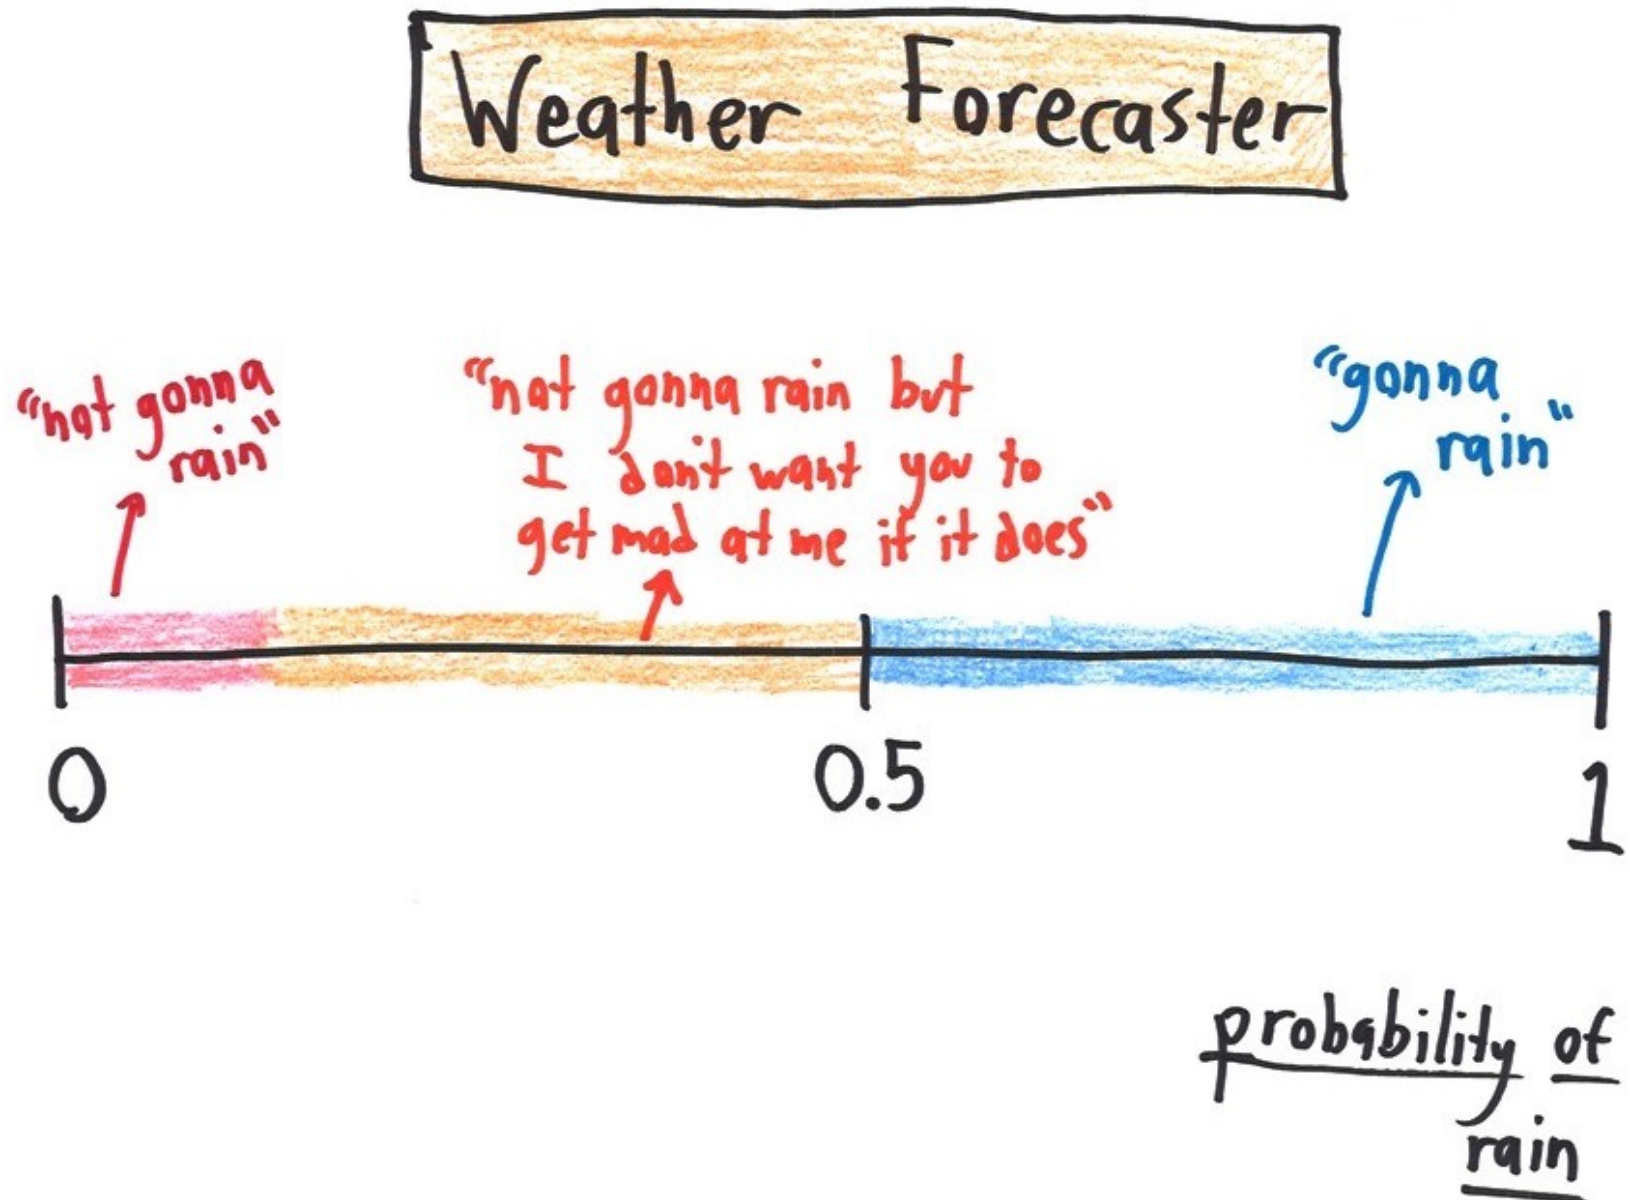 Weather Forecaster
"not gonna
rain"
"not gonna rain but
I don't want you to
get mad at me if it does"
"gonna
rain"
0
0.5
1
probability of
rain